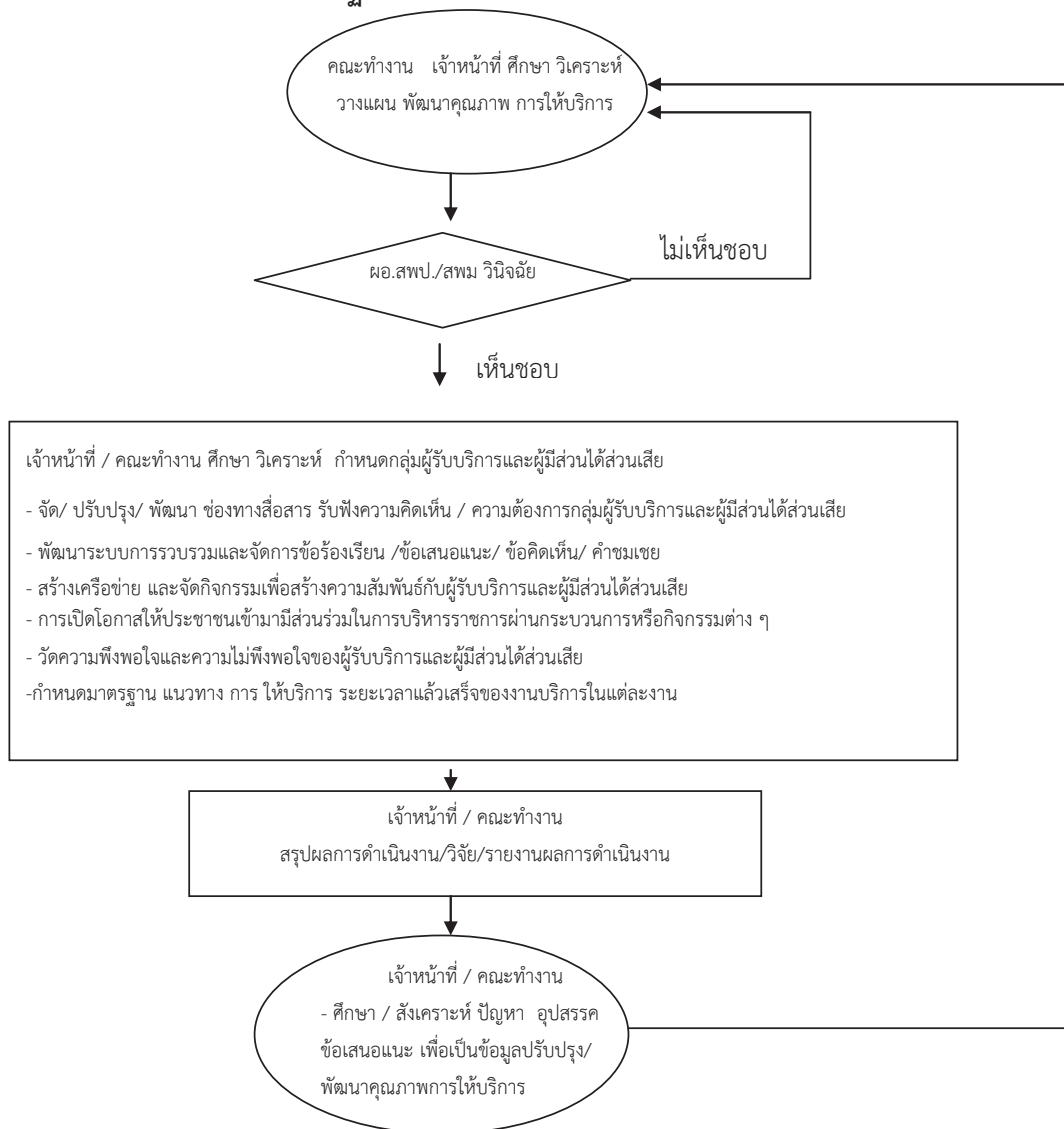 คณะทำงาน เจ้าหน้าที่ ศึกษา วิเคราะห์
วางแผน พัฒนาคุณภาพ การให้บริการ
ผอ.สพป./สพม วินิจฉัย
ไม่เห็นชอบ
เห็นชอบ
เจ้าหน้าที่ / คณะทำงาน ศึกษา วิเคราะห์ กำหนดกลุ่มผู้รับบริการและผู้มีส่วนได้ส่วนเสีย
- จัด/ ปรับปรุง/ พัฒนา ช่องทางสื่อสาร รับฟังความคิดเห็น / ความต้องการกลุ่มผู้รับบริการและผู้มีส่วนได้ส่วนเสีย
- พัฒนาระบบการรวบรวมและจัดการข้อร้องเรียน /ข้อเสนอแนะ/ ข้อคิดเห็น/ คำชมเชย
- สร้างเครือข่าย และจัดกิจกรรมเพื่อสร้างความสัมพันธ์กับผู้รับบริการและผู้มีส่วนได้ส่วนเสีย
- การเปิดโอกาสให้ประชาชนเข้ามามีส่วนร่วมในการบริหารราชการผ่านกระบวนการหรือกิจกรรมต่าง ๆ
- วัดความพึงพอใจและความไม่พึงพอใจของผู้รับบริการและผู้มีส่วนได้ส่วนเสีย
-กำหนดมาตรฐาน แนวทาง การ ให้บริการ ระยะเวลาแล้วเสร็จของงานบริการในแต่ละงาน
เจ้าหน้าที่ / คณะทำงาน
สรุปผลการดำเนินงาน/วิจัย/รายงานผลการดำเนินงาน
เจ้าหน้าที่ / คณะทำงาน
- ศึกษา / สังเคราะห์ ปัญหา อุปสรรค
ข้อเสนอแนะ เพื่อเป็นข้อมูลปรับปรุง/
พัฒนาคุณภาพการให้บริการ